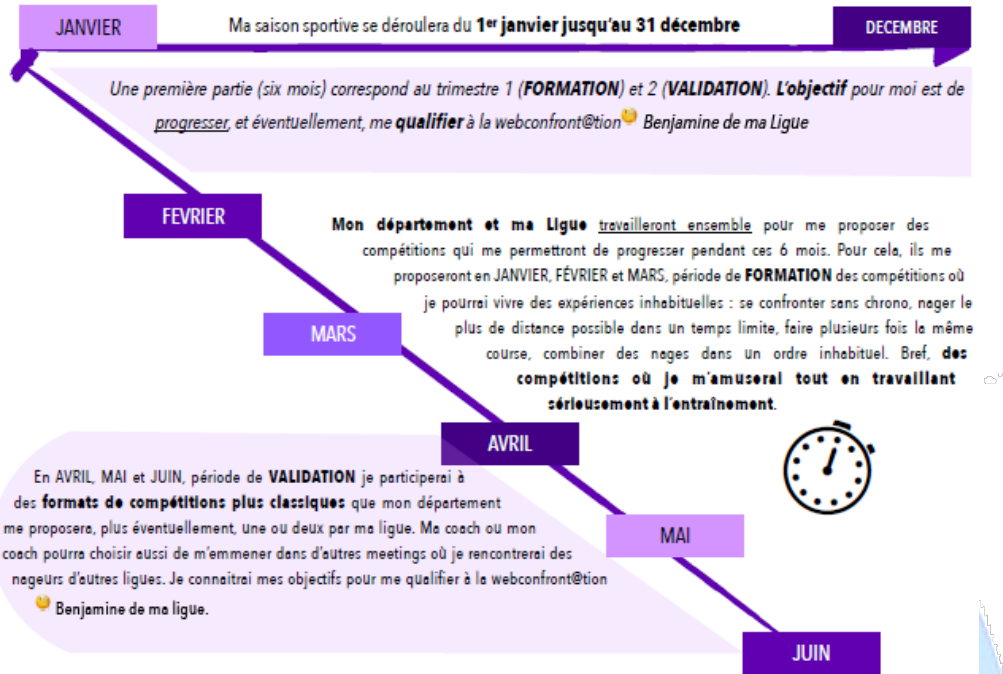 JANVIER
Ma saison sportive se déroulera du 1er janvier jusqu'au 31 décembre
DECEMBRE
Une première partie (six mois) correspond au trimestre 1 (FORMATION) et 2 (VALIDATION). L'objectif pour moi est de
progresser, et éventuellement, me qualifier à la webconfront@tion Benjamine de ma Ligue
FEVRIER
Mon département et ma Ligue travailleront ensemble pour me proposer des
compétitions qui me permettront de progresser pendant ces 6 mois. Pour cela, ils me
proposeront en JANVIER, FÉVRIER et MARS, période de FORMATION des compétitions où
je pourrai vivre des expériences inhabituelles : se confronter sans chrono, nager le
MARS
plus de distance possible dans un temps limite, faire plusieurs fois la même
course, combiner des nages dans un ordre inhabituel. Bref, des
compétitions où je m'amuserai tout en travaillant
sérieusement à l'entraînement.
AVRIL
En AVRIL, MAI et JUIN, période de VALIDATION je participerai à
des formats de compétitions plus classiques que mon département
me proposera, plus éventuellement, une ou deux par ma ligue. Ma coach ou mon
MAI
coach pourra choisir aussi de m'emmener dans d'autres meetings où je rencontrerai des
nageurs d'autres ligues. Je connaitrai mes objectifs pour me qualifier à la webconfront@tion
Benjamine de ma ligue.
JUIN